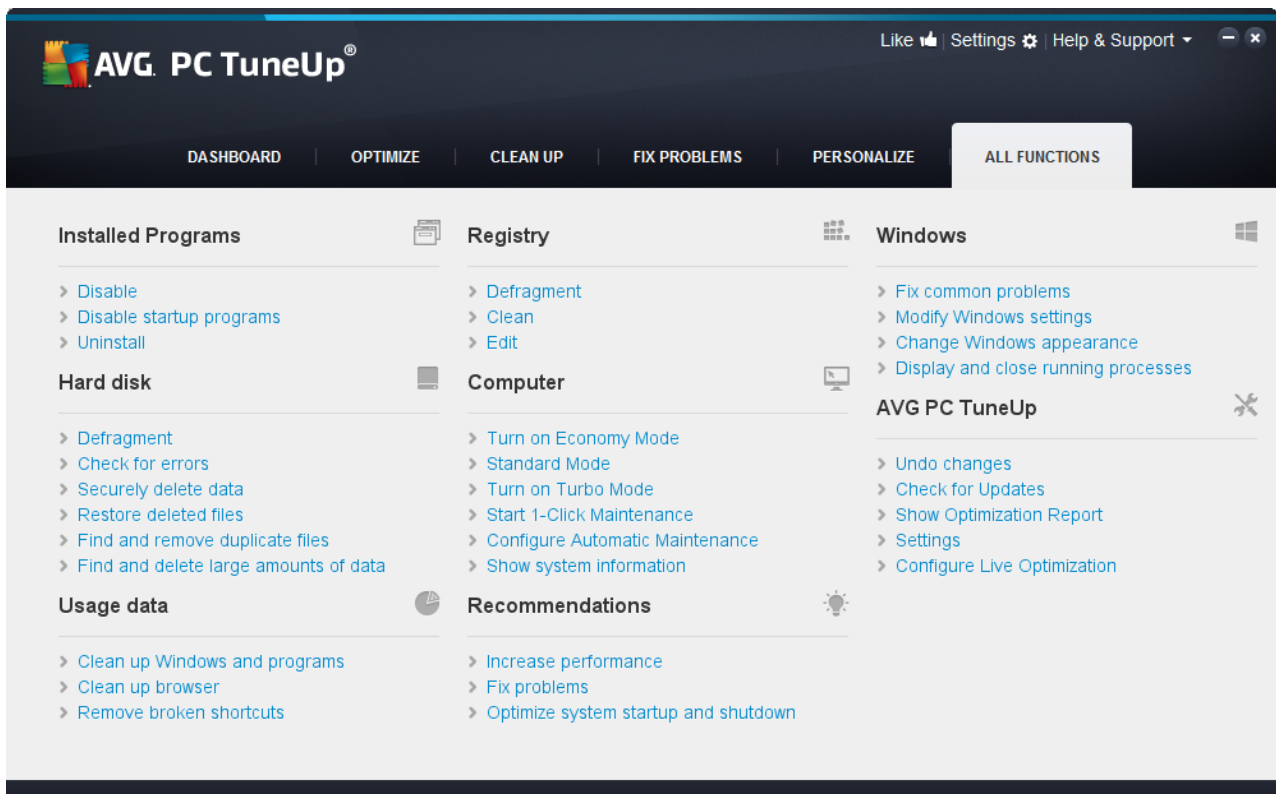 Like | Settings | Help & Support
AVG. PC TuneUp®
DASHBOARD | OPTIMIZE | CLEAN UP | FIX PROBLEMS | PERSONALIZE | ALL FUNCTIONS
Installed Programs
Disable
Disable startup programs
Uninstall
Hard disk
Defragment
Check for errors
Securely delete data
Restore deleted files
Find and remove duplicate files
Find and delete large amounts of data
Usage data
Clean up Windows and programs
Clean up browser
Remove broken shortcuts
Registry
Defragment
Clean
Edit
Computer
Turn on Economy Mode
Standard Mode
Turn on Turbo Mode
Start 1-Click Maintenance
Configure Automatic Maintenance
Show system information
Recommendations
Increase performance
Fix problems
Optimize system startup and shutdown
Windows
Fix common problems
Modify Windows settings
Change Windows appearance
Display and close running processes
AVG PC TuneUp
Undo changes
Check for Updates
Show Optimization Report
Settings
Configure Live Optimization